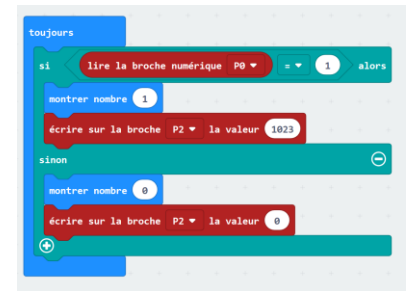 toujours
si lire la broche numérique P0 = 1 alors
montrer nombre 1
écrire sur la broche P2 la valeur 1023
sinon
montrer nombre 0
écrire sur la broche P2 la valeur 0